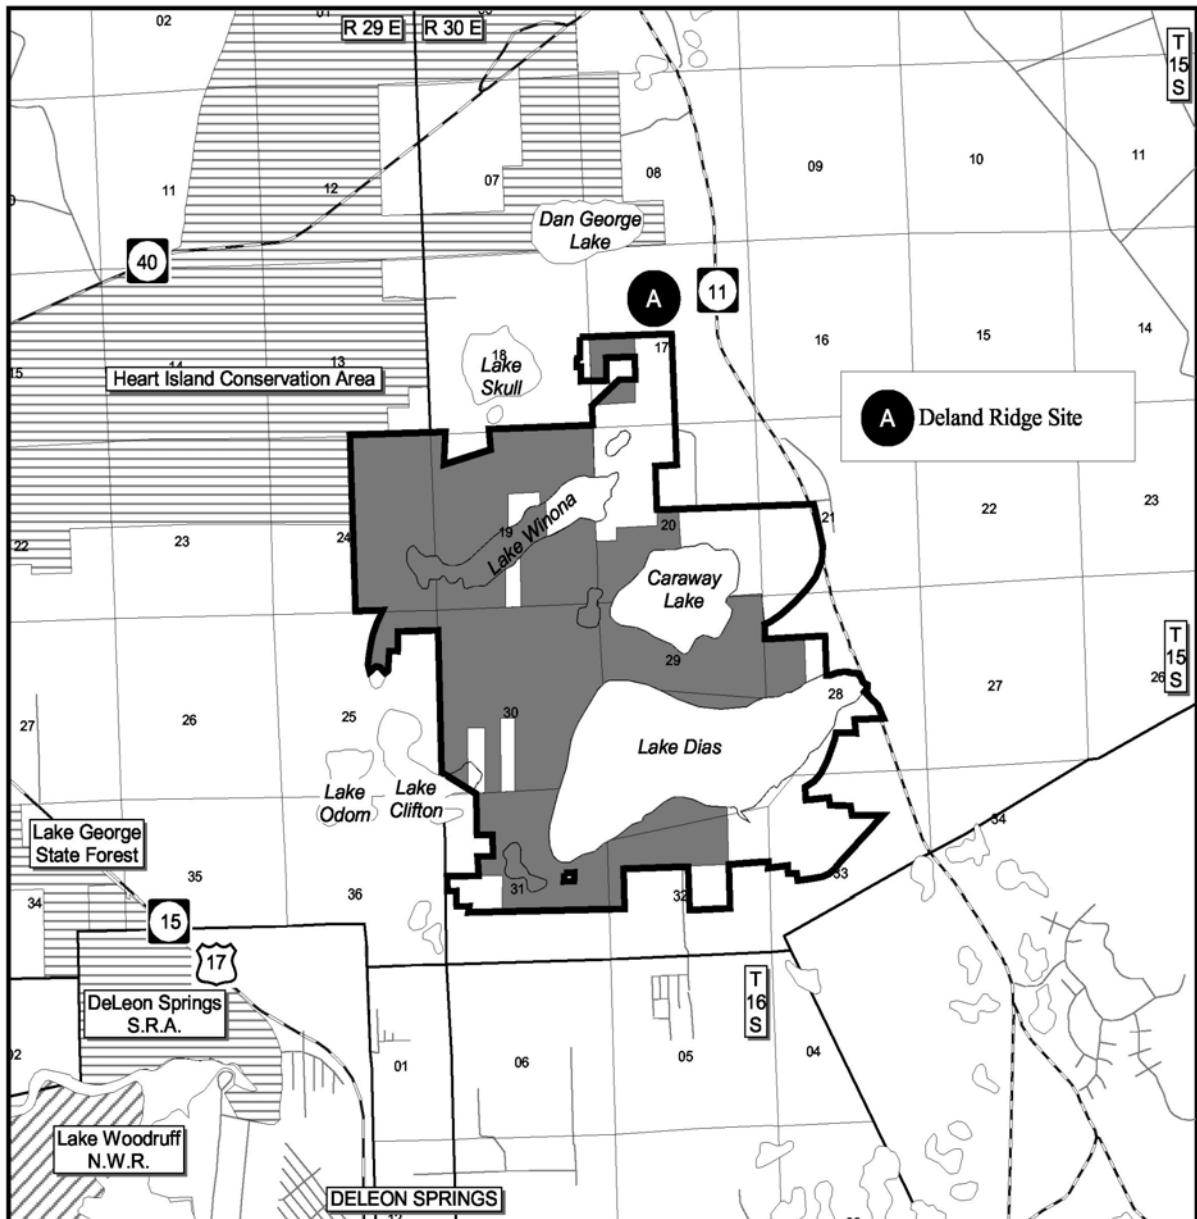 02
01
R 29 E
R 30 E
T
15
S
11
12
07
08
09
10
11
Dan George
Lake
40
A
11
15
14
13
18
Lake
Skull
17
16
15
14
Heart Island Conservation Area
A Deland Ridge Site
22
23
24
19
Lake Winona
20
21
22
23
Caraway
Lake
T
15
S
27
26
25
30
29
28
27
26
Lake Dias
Lake
Odom
Lake
Clifton
Lake George
State Forest
34
35
36
31
32
33
34
15
17
DeLeon Springs
S.R.A.
T
16
S
02
01
06
05
04
Lake Woodruff
N.W.R.
DELEON SPRINGS
12